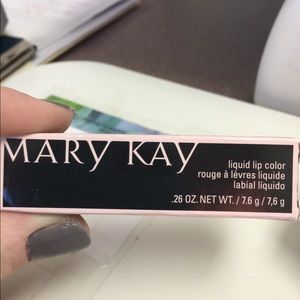 MARY KAY
liquid lip color
rouge à lèvres liquide
labial líquido
.26 OZ. NET WT. / 7.6 g / 7,6 g